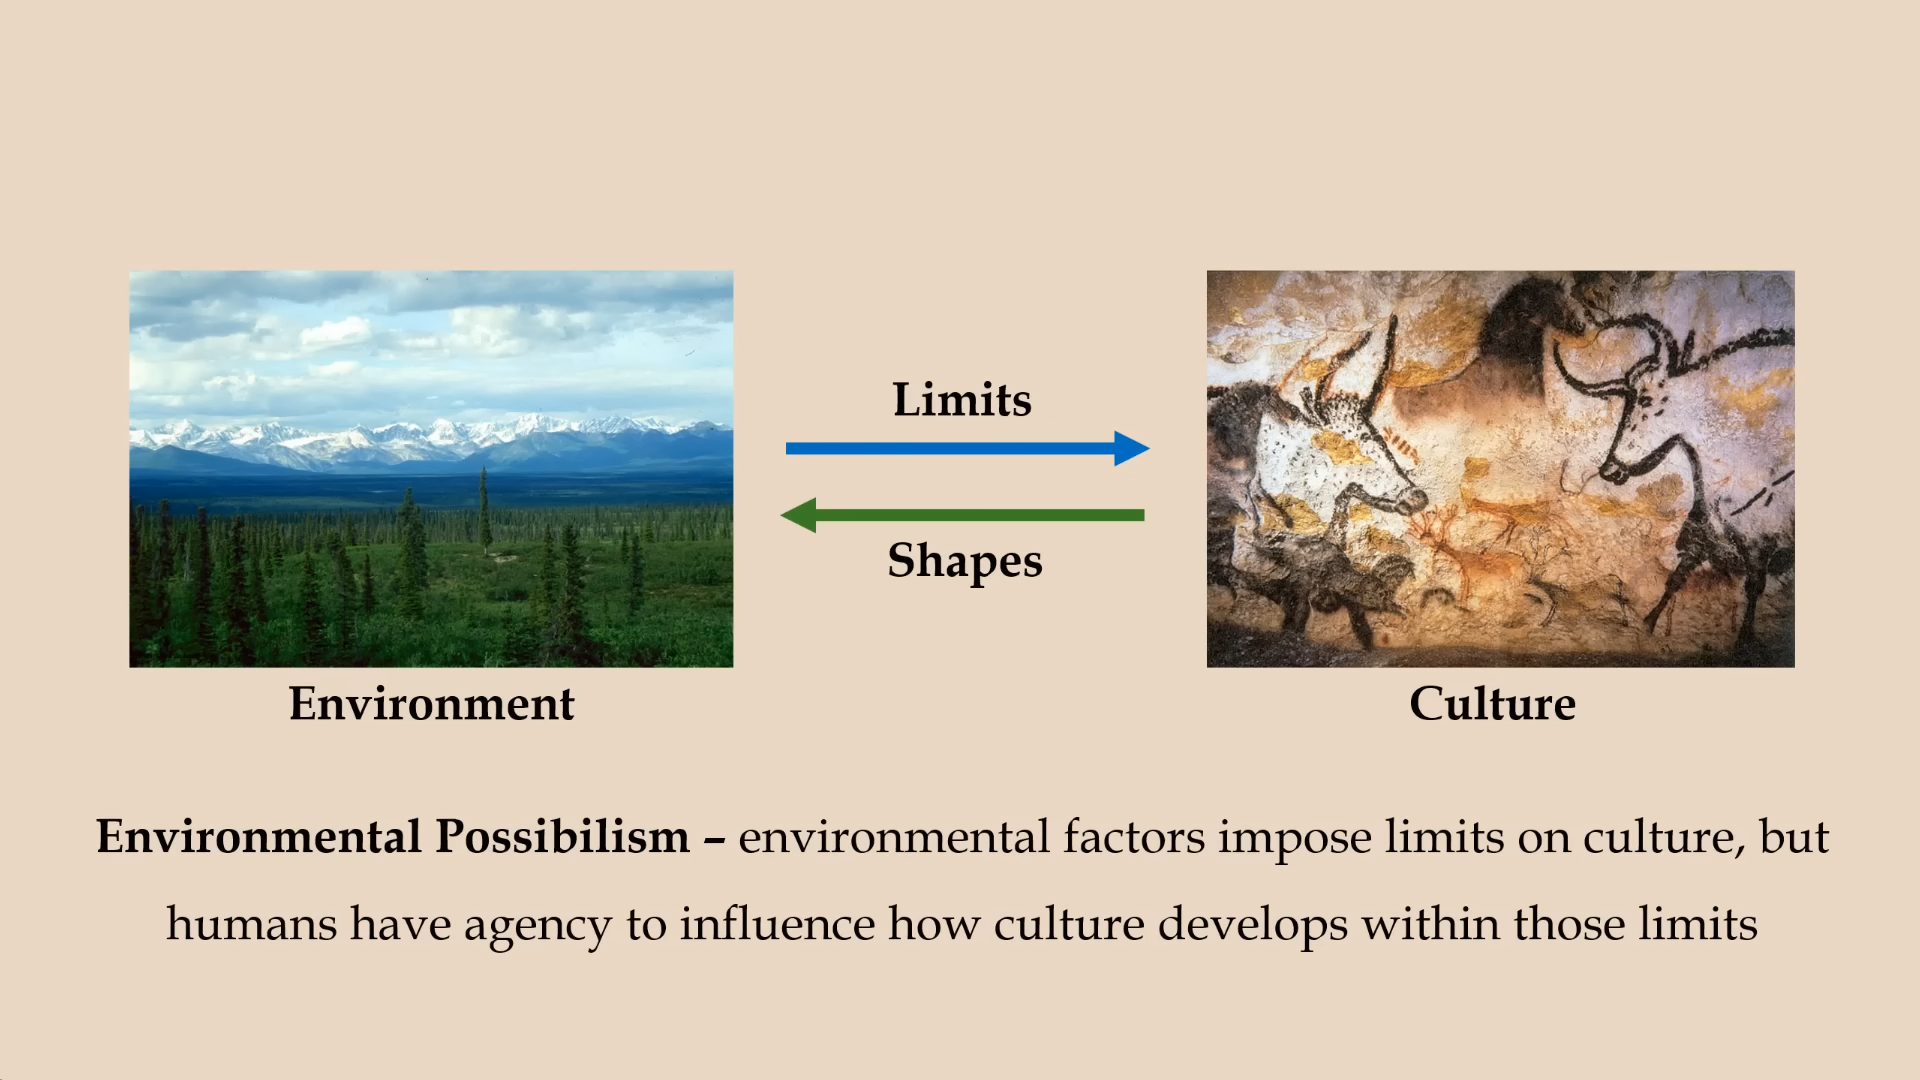 Limits
Shapes
Environment
Culture
Environmental Possibilism – environmental factors impose limits on culture, but
humans have agency to influence how culture develops within those limits